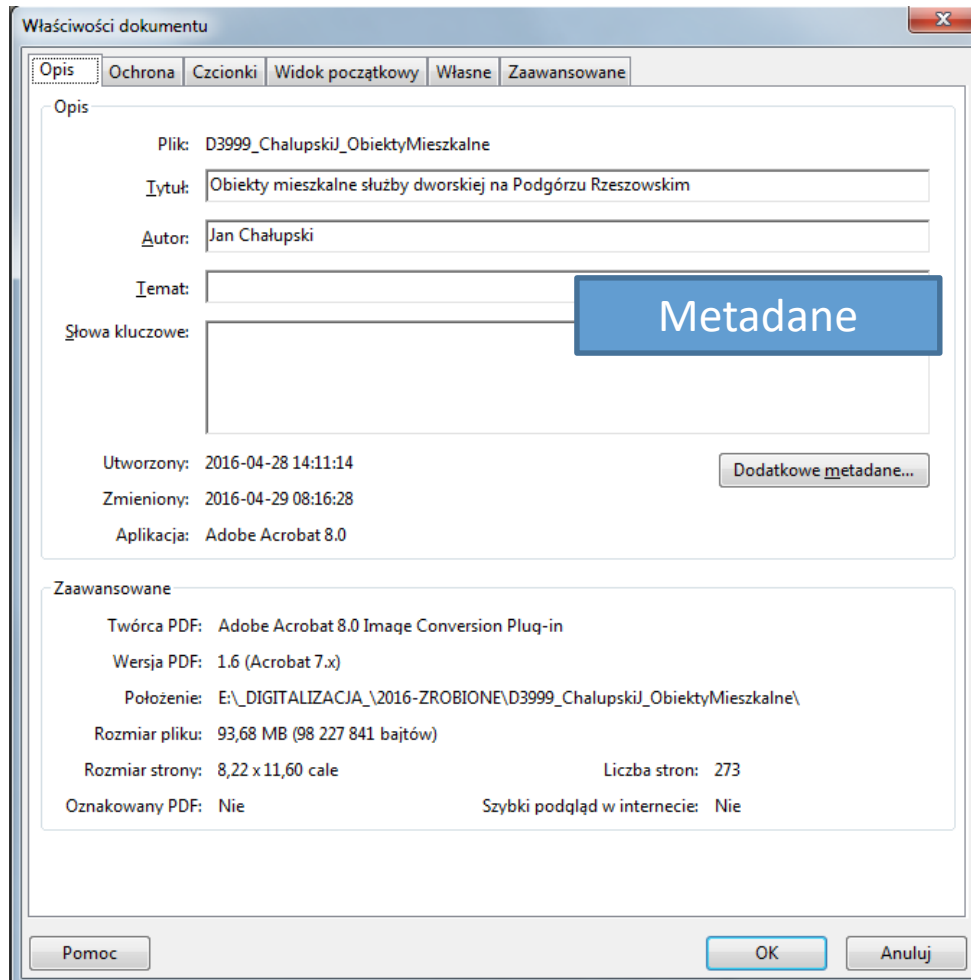 Właściwości dokumentu
Opis Ochrona Czcionki Widok początkowy Własne Zaawansowane
Opis
Plik: D3999_ChalupskiJ_ObiektyMieszkalne
Tytuł: Obiekty mieszkalne służby dworskiej na Podgórzu Rzeszowskim
Autor: Jan Chałupski
Temat:
Metadane
Słowa kluczowe:
Utworzony: 2016-04-28 14:11:14
Dodatkowe metadane...
Zmieniony: 2016-04-29 08:16:28
Aplikacja: Adobe Acrobat 8.0
Zaawansowane
Twórca PDF: Adobe Acrobat 8.0 Image Conversion Plug-in
Wersja PDF: 1.6 (Acrobat 7.x)
Położenie: E:\_DIGITALIZACJA_\2016-ZROBIONE\D3999_ChalupskiJ_ObiektyMieszkalne\
Rozmiar pliku: 93,68 MB (98 227 841 bajtów)
Rozmiar strony: 8,22 x 11,60 cale Liczba stron: 273
Oznakowany PDF: Nie Szybki podgląd w internecie: Nie
Pomoc OK Anuluj